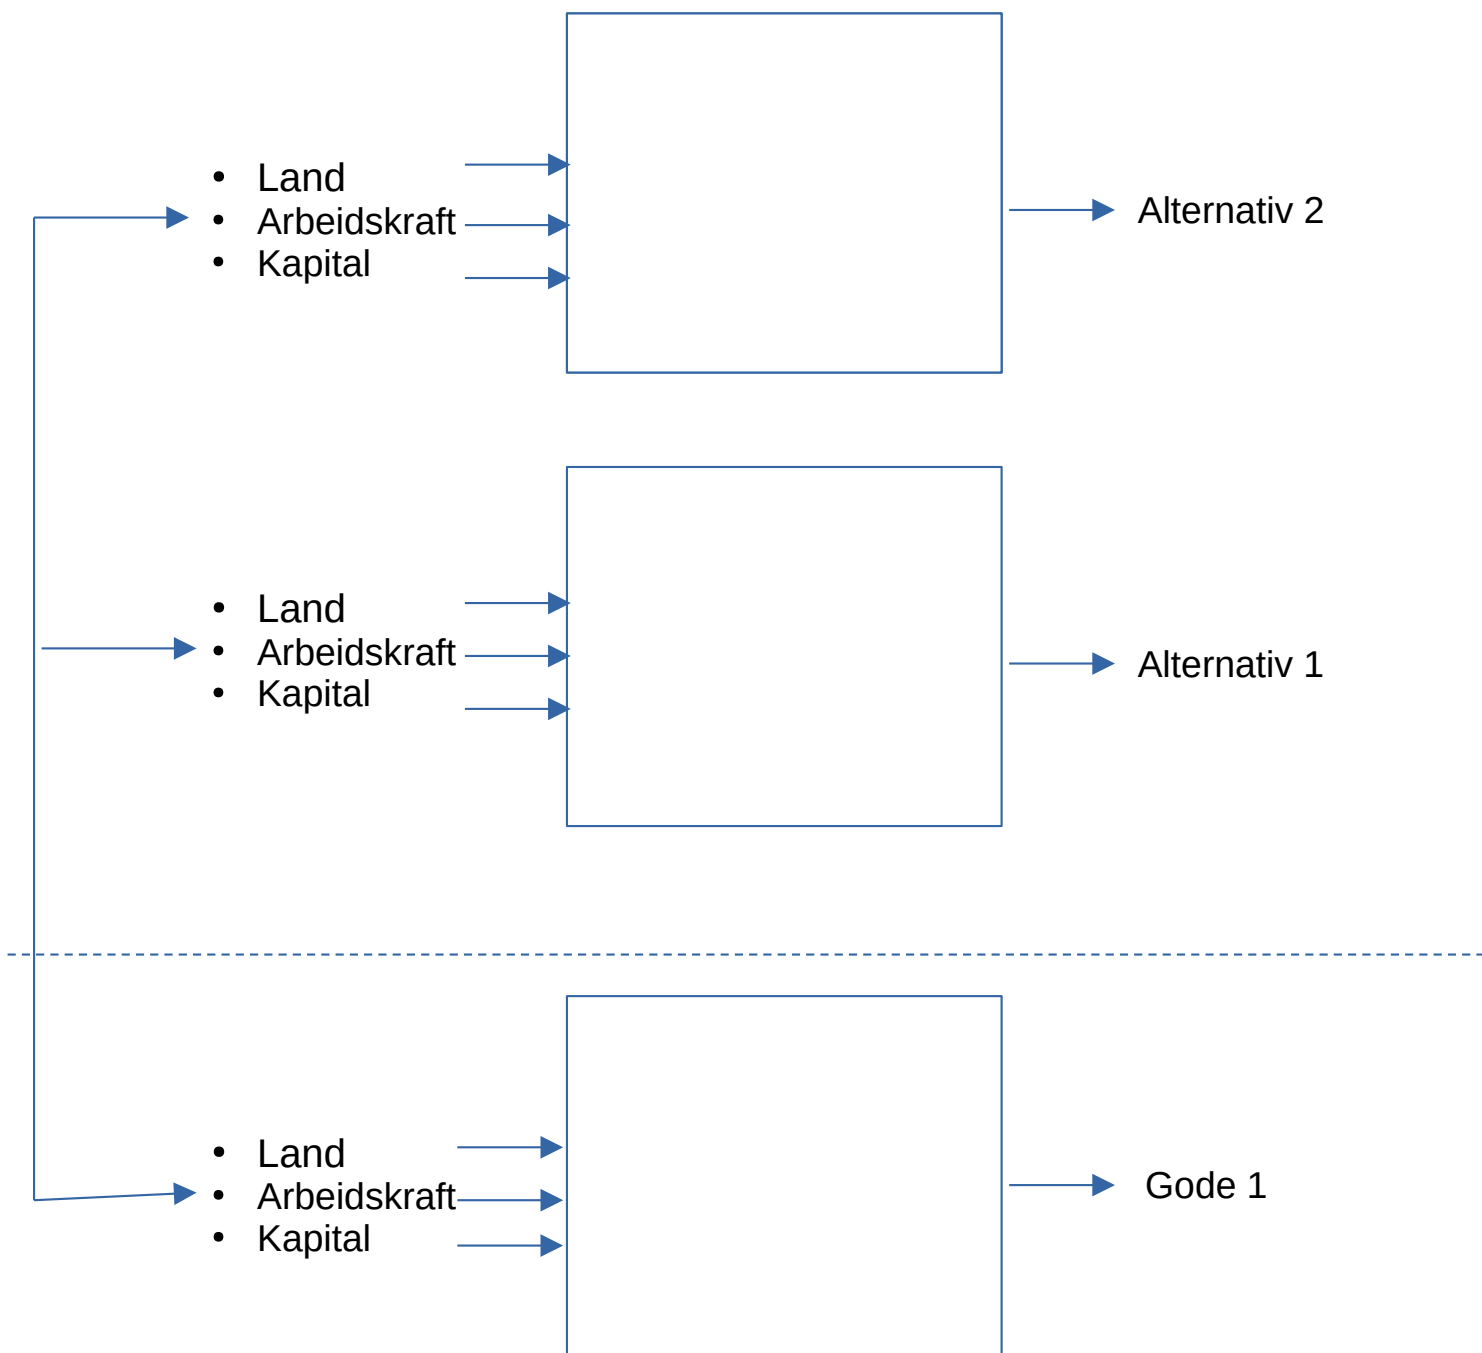 • Land
• Arbeidskraft
• Kapital
Alternativ 2
• Land
• Arbeidskraft
• Kapital
Alternativ 1
• Land
• Arbeidskraft
• Kapital
Gode 1